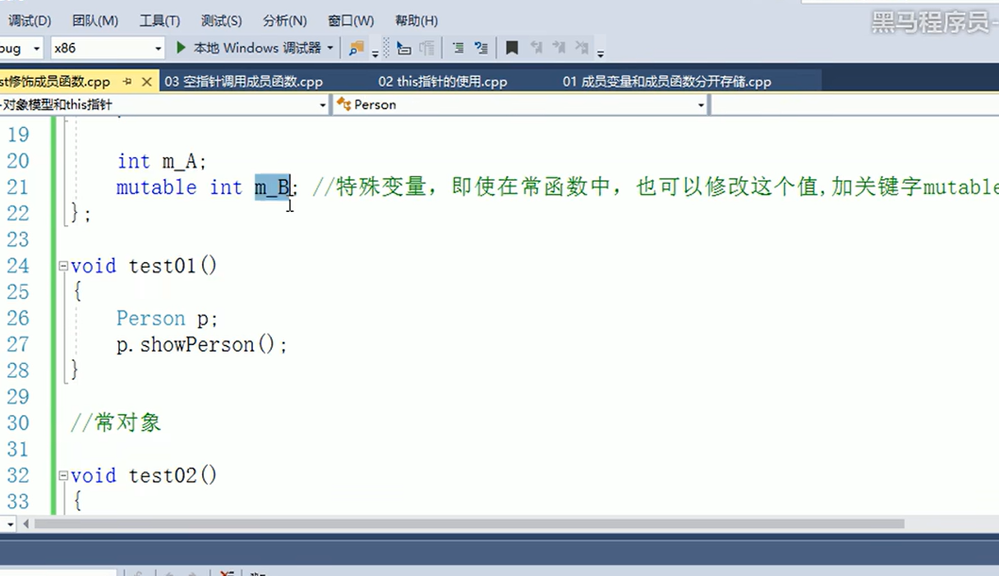 调试(D) 团队(M) 工具(T) 测试(S) 分析(N) 窗口(W) 帮助(H)
黑马程序员-
bug x86 本地 Windows 调试器
st修饰成员函数.cpp 03 空指针调用成员函数.cpp 02 this指针的使用.cpp 01 成员变量和成员函数分开存储.cpp
-对象模型和this指针 Person
19
20 int m_A;
21 mutable int m_B; //特殊变量，即使在常函数中，也可以修改这个值,加关键字mutable
22 };
23
24 void test01()
25 {
26 Person p;
27 p.showPerson();
28 }
29
30 //常对象
31
32 void test02()
33 {